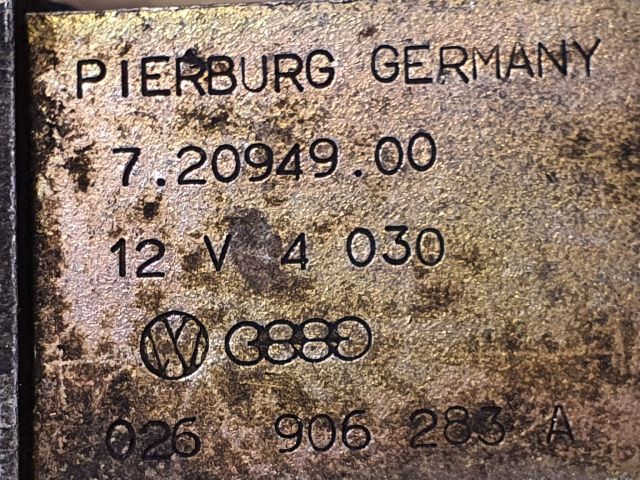 PIERBURG GERMANY
7.20949.00
12 V 4 030
026 906 283 A